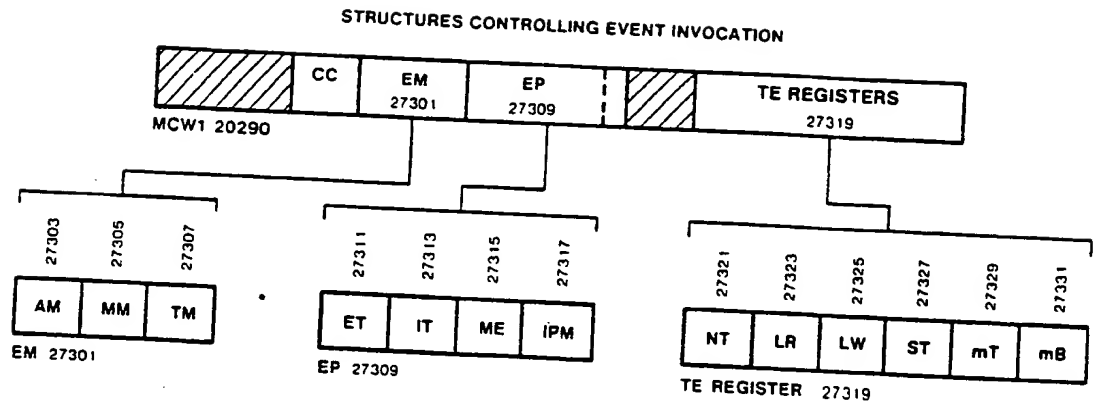 STRUCTURES CONTROLLING EVENT INVOCATION
CC EM EP TE REGISTERS
27301 27309 27319
MCW1 20290
27303 27305 27307
AM MM TM
EM 27301
27311 27313 27315 27317
ET IT ME IPM
EP 27309
27321 27323 27325 27327 27329 27331
NT LR LW ST mT mB
TE REGISTER 27319